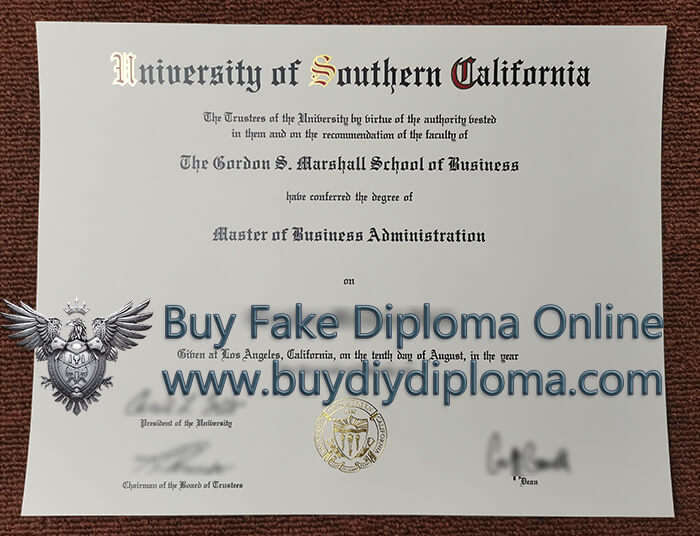 University of Southern California
The Trustees of the University by virtue of the authority vested
in them and on the recommendation of the faculty of
The Gordon S. Marshall School of Business
have conferred the degree of
Master of Business Administration
on
Buy Fake Diploma Online
Given at Los Angeles, California, on the tenth day of August, in the year
www.buydiydiploma.com
President of the University
Chairman of the Board of Trustees
Dean